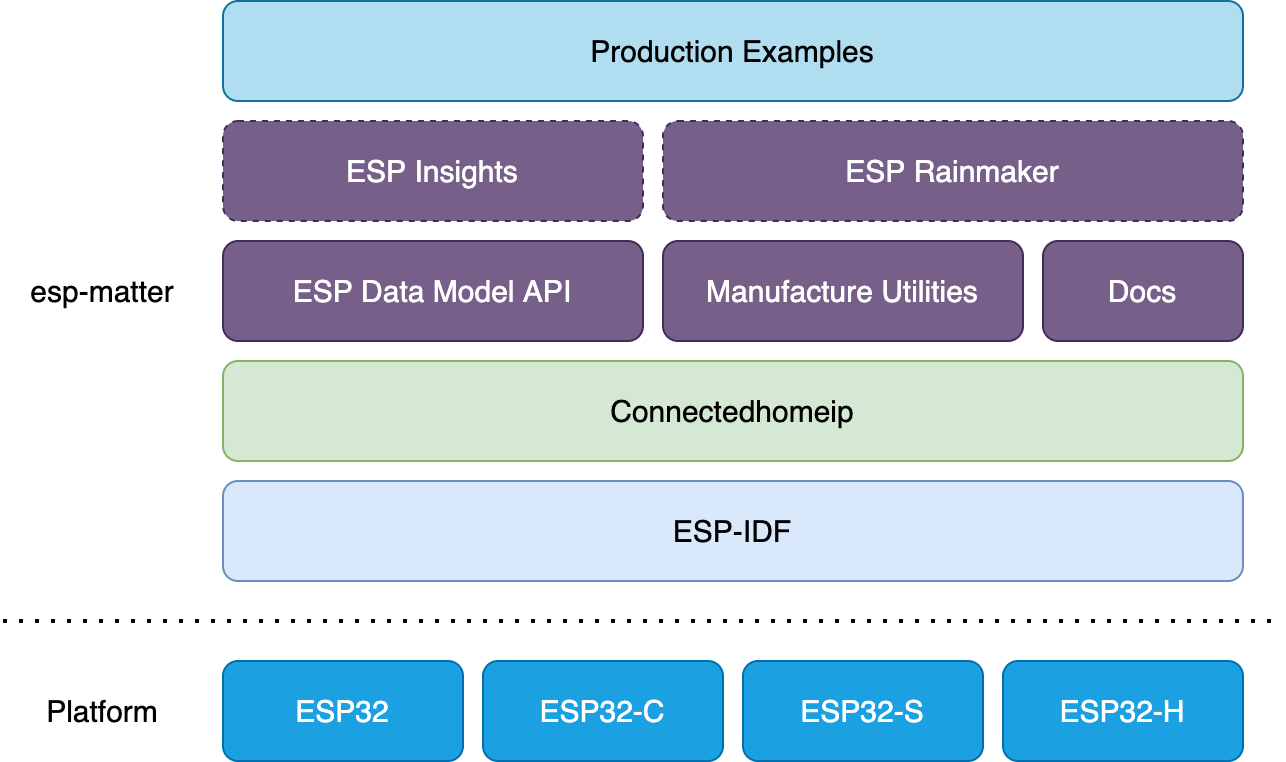 Production Examples
ESP Insights
ESP Rainmaker
esp-matter
ESP Data Model API
Manufacture Utilities
Docs
Connectedhomeip
ESP-IDF
Platform
ESP32
ESP32-C
ESP32-S
ESP32-H